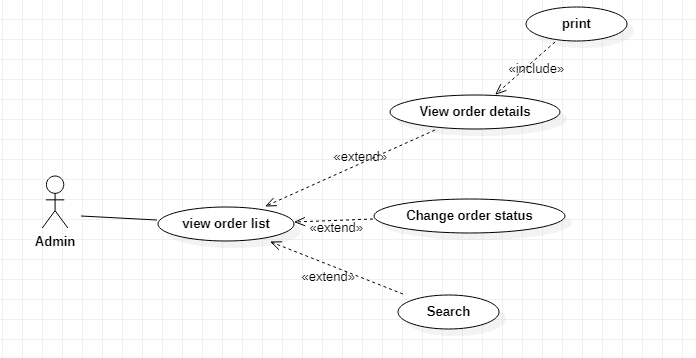 print
«include»
View order details
«extend»
Admin
view order list
Change order status
«extend»
«extend»
Search